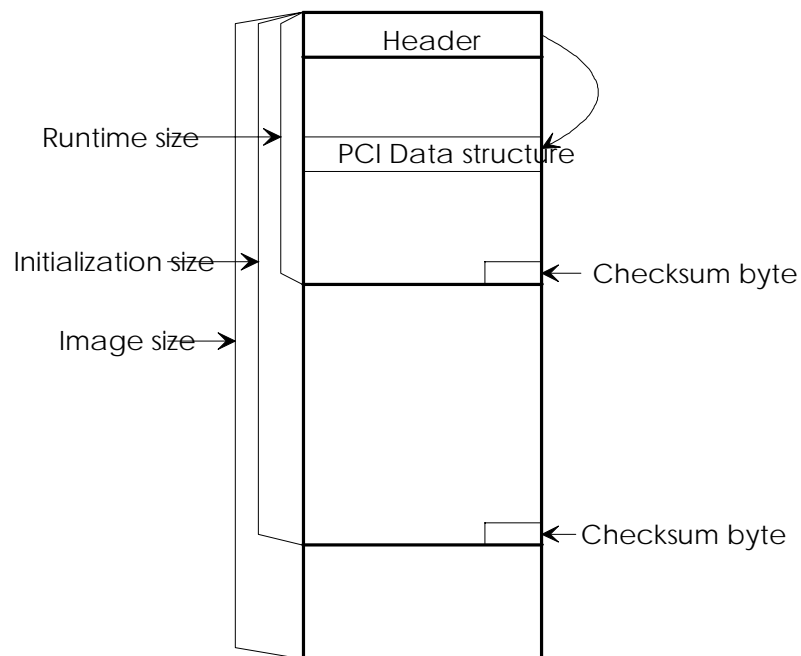 Header
Runtime size
PCI Data structure
Initialization size
Checksum byte
Image size
Checksum byte